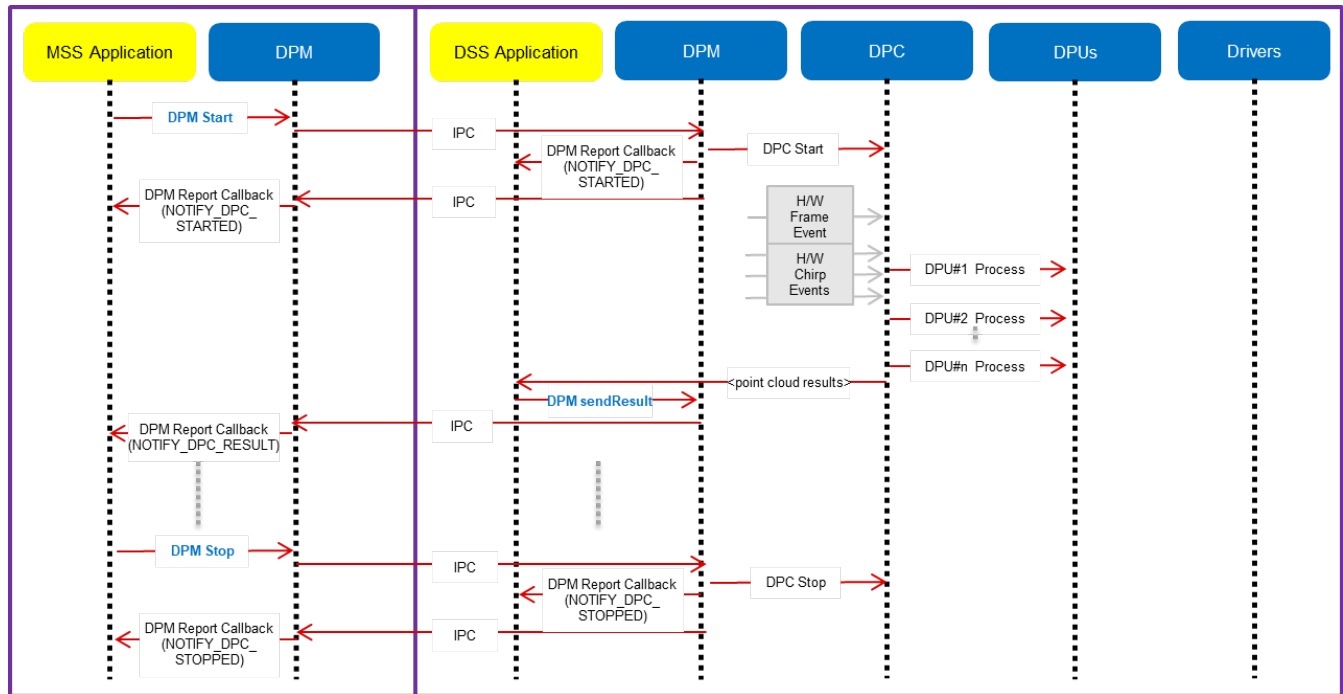 MSS Application
DPM
DSS Application
DPM
DPC
DPUs
Drivers
DPM Start
IPC
DPM Report Callback
(NOTIFY_DPC_
STARTED)
DPC Start
DPM Report Callback
(NOTIFY_DPC_
STARTED)
IPC
H/W
Frame
Event
H/W
Chirp
Events
DPU#1 Process
DPU#2 Process
DPU#n Process
<point cloud results>
DPM sendResult
DPM Report Callback
(NOTIFY_DPC_RESULT)
IPC
DPM Stop
IPC
DPM Report Callback
(NOTIFY_DPC_
STOPPED)
DPC Stop
DPM Report Callback
(NOTIFY_DPC_
STOPPED)
IPC